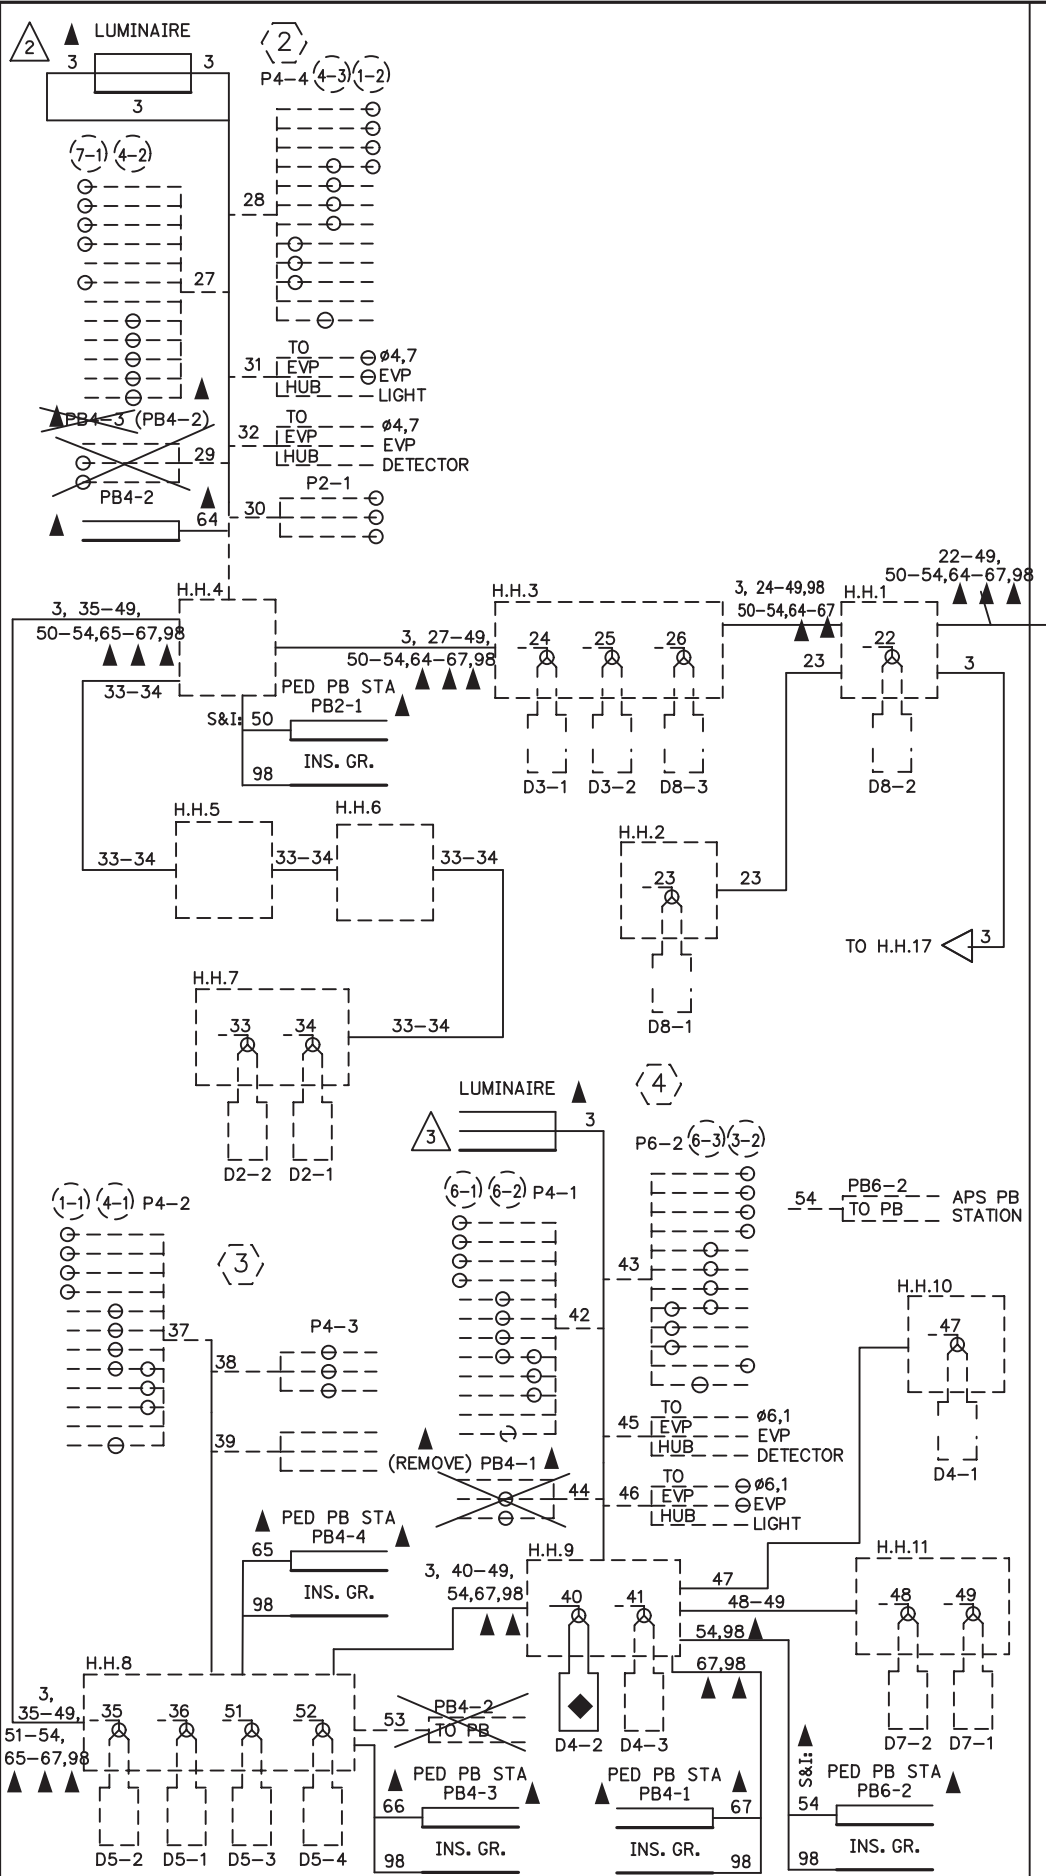 2
LUMINAIRE
3
3
3
2
P4-4
4-3
1-2
7-1
4-2
28
27
31
TO
EVP
HUB
ø4,7
EVP
LIGHT
PB4-3 (PB4-2)
32
TO
EVP
HUB
ø4,7
EVP
DETECTOR
29
PB4-2
64
30
P2-1
H.H.4
3, 35-49,
50-54,65-67,98
33-34
3, 27-49,
50-54,64-67,98
H.H.3
24
25
26
D3-1
D3-2
D8-3
3, 24-49,98
50-54,64-67
H.H.1
22
D8-2
22-49,
50-54,64-67,98
23
3
S&I:
50
PED PB STA
PB2-1
INS. GR.
98
H.H.5
H.H.6
33-34
33-34
33-34
H.H.2
23
23
D8-1
TO H.H.17
3
H.H.7
33
34
33-34
D2-2
D2-1
LUMINAIRE
3
3
4
P6-2
6-3
3-2
6-1
6-2
P4-1
1-1
4-1
P4-2
3
54
PB6-2
TO PB
APS PB
STATION
43
42
37
P4-3
38
39
H.H.10
47
D4-1
45
TO
EVP
HUB
ø6,1
EVP
DETECTOR
(REMOVE) PB4-1
44
46
TO
EVP
HUB
ø6,1
EVP
LIGHT
PED PB STA
PB4-4
65
INS. GR.
98
3, 40-49,
54,67,98
H.H.9
40
41
D4-2
D4-3
47
48-49
54,98
67,98
H.H.11
48
49
D7-2
D7-1
H.H.8
3,
35-49,
51-54,
65-67,98
35
36
51
52
D5-2
D5-1
D5-3
D5-4
53
PB4-2
TO PB
PED PB STA
PB4-3
66
INS. GR.
98
PED PB STA
PB4-1
67
INS. GR.
98
S&I:
PED PB STA
PB6-2
54
INS. GR.
98